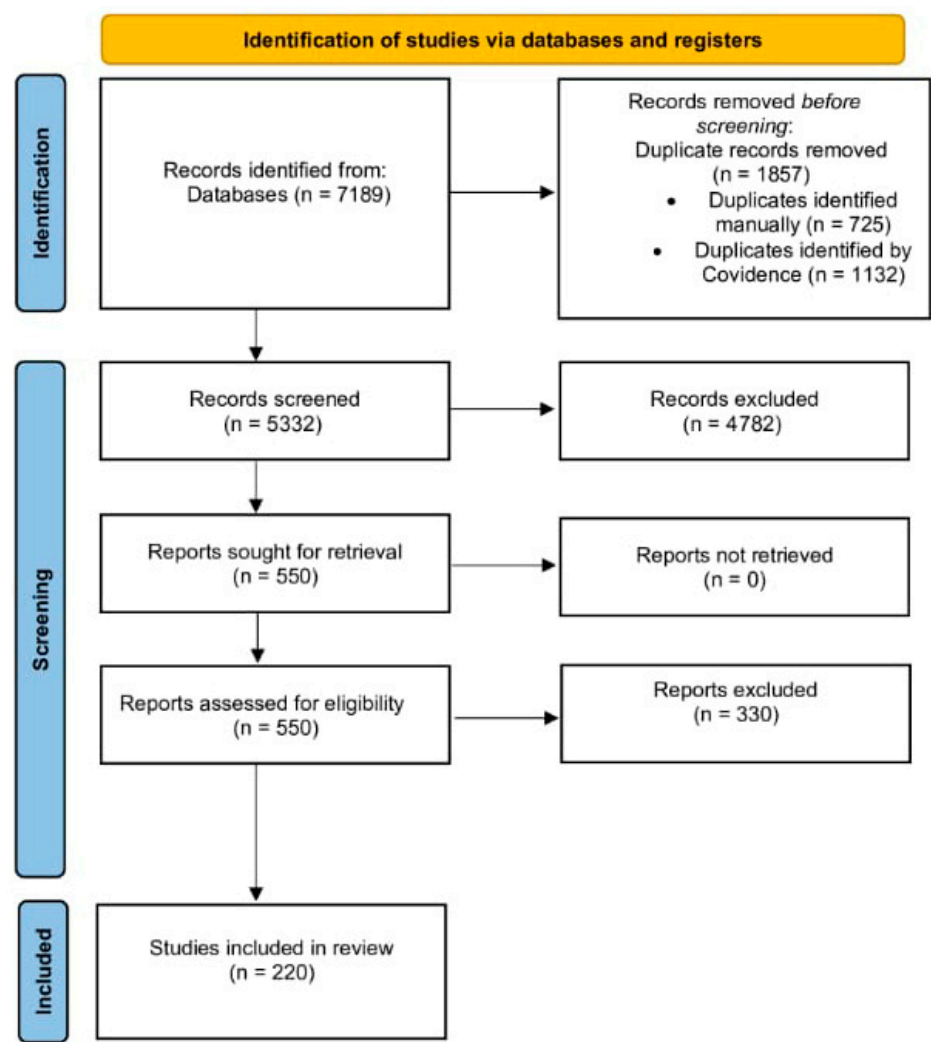 Identification of studies via databases and registers
Identification
Records identified from:
Databases (n = 7189)
Records removed before
screening:
Duplicate records removed
(n = 1857)
• Duplicates identified
manually (n = 725)
• Duplicates identified by
Covidence (n = 1132)
Screening
Records screened
(n = 5332)
Records excluded
(n = 4782)
Reports sought for retrieval
(n = 550)
Reports not retrieved
(n = 0)
Reports assessed for eligibility
(n = 550)
Reports excluded
(n = 330)
Included
Studies included in review
(n = 220)